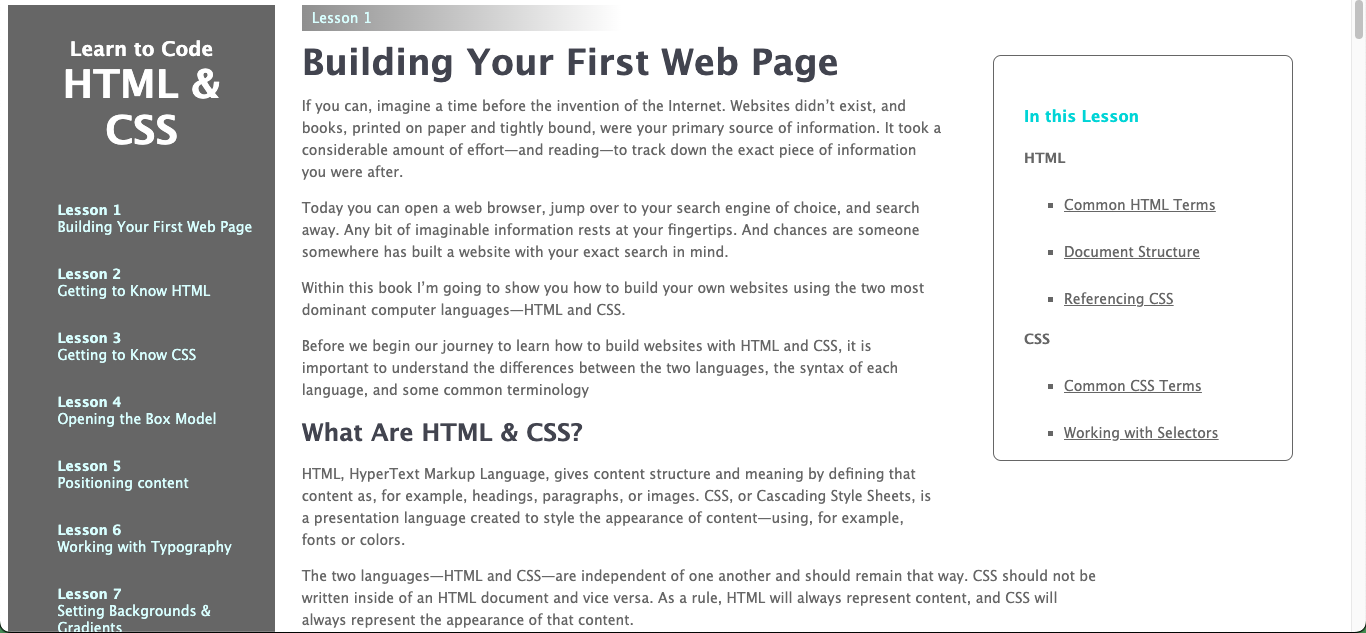 Learn to Code
HTML &
CSS
Lesson 1
Building Your First Web Page
Lesson 2
Getting to Know HTML
Lesson 3
Getting to Know CSS
Lesson 4
Opening the Box Model
Lesson 5
Positioning content
Lesson 6
Working with Typography
Lesson 7
Setting Backgrounds &
Gradients
Lesson 1
Building Your First Web Page
If you can, imagine a time before the invention of the Internet. Websites didn’t exist, and
books, printed on paper and tightly bound, were your primary source of information. It took a
considerable amount of effort—and reading—to track down the exact piece of information
you were after.
Today you can open a web browser, jump over to your search engine of choice, and search
away. Any bit of imaginable information rests at your fingertips. And chances are someone
somewhere has built a website with your exact search in mind.
Within this book I’m going to show you how to build your own websites using the two most
dominant computer languages—HTML and CSS.
Before we begin our journey to learn how to build websites with HTML and CSS, it is
important to understand the differences between the two languages, the syntax of each
language, and some common terminology
What Are HTML & CSS?
HTML, HyperText Markup Language, gives content structure and meaning by defining that
content as, for example, headings, paragraphs, or images. CSS, or Cascading Style Sheets, is
a presentation language created to style the appearance of content—using, for example,
fonts or colors.
The two languages—HTML and CSS—are independent of one another and should remain that way. CSS should not be
written inside of an HTML document and vice versa. As a rule, HTML will always represent content, and CSS will
always represent the appearance of that content.
In this Lesson
HTML
Common HTML Terms
Document Structure
Referencing CSS
CSS
Common CSS Terms
Working with Selectors